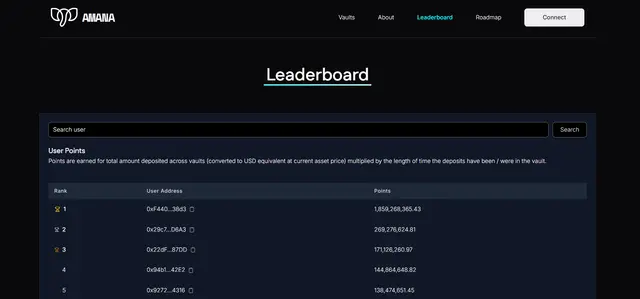 AMANA
Vaults About Leaderboard Roadmap Connect
Leaderboard
Search user Search
User Points
Points are earned for total amount deposited across vaults (converted to USD equivalent at current asset price) multiplied by the length of time the deposits have been / were in the vault.
Rank User Address Points
1 0xF440...38d3 1,859,268,365.43
2 0x29c7...D6A3 269,276,624.81
3 0x22dF...87DD 171,126,260.97
4 0x94b1...42E2 144,864,648.82
5 0x9272...4316 138,474,651.45